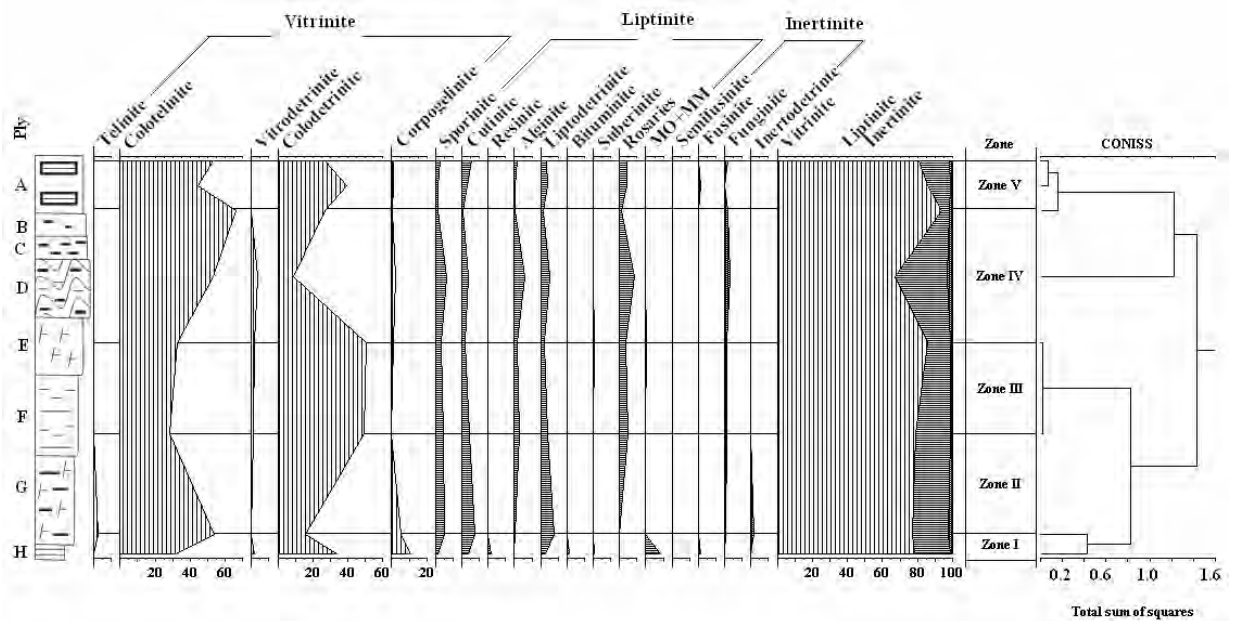 Vitrinite
Liptinite
Inertinite
Ply
Telinite
Colotelinite
Vitrodetrinite
Colodetrinite
Corpogelinite
Sporinite
Cutinite
Resinite
Alginite
Liptodetrinite
Bituminite
Suberinite
Rosaries
MO+MM
Semifusinite
Fusinite
Funginite
Inertodetrinite
Vitrinite
Liptinite
Inertinite
Zone
CONISS
A
Zone V
B
C
D
Zone IV
E
F
Zone III
G
Zone II
H
Zone I
20 40 60 20 40 60 20 20 40 60 80 100 0.2 0.6 1.0 1.6
Total sum of squares